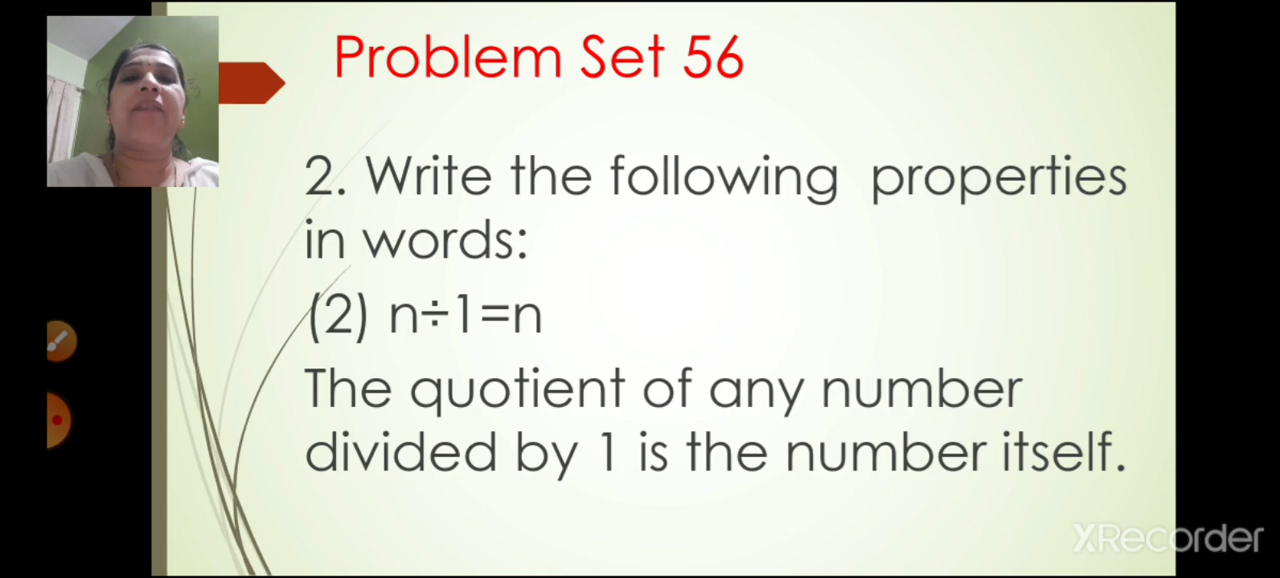 Problem Set 56
2. Write the following properties
in words:
(2) n÷1=n
The quotient of any number
divided by 1 is the number itself.
XRecorder